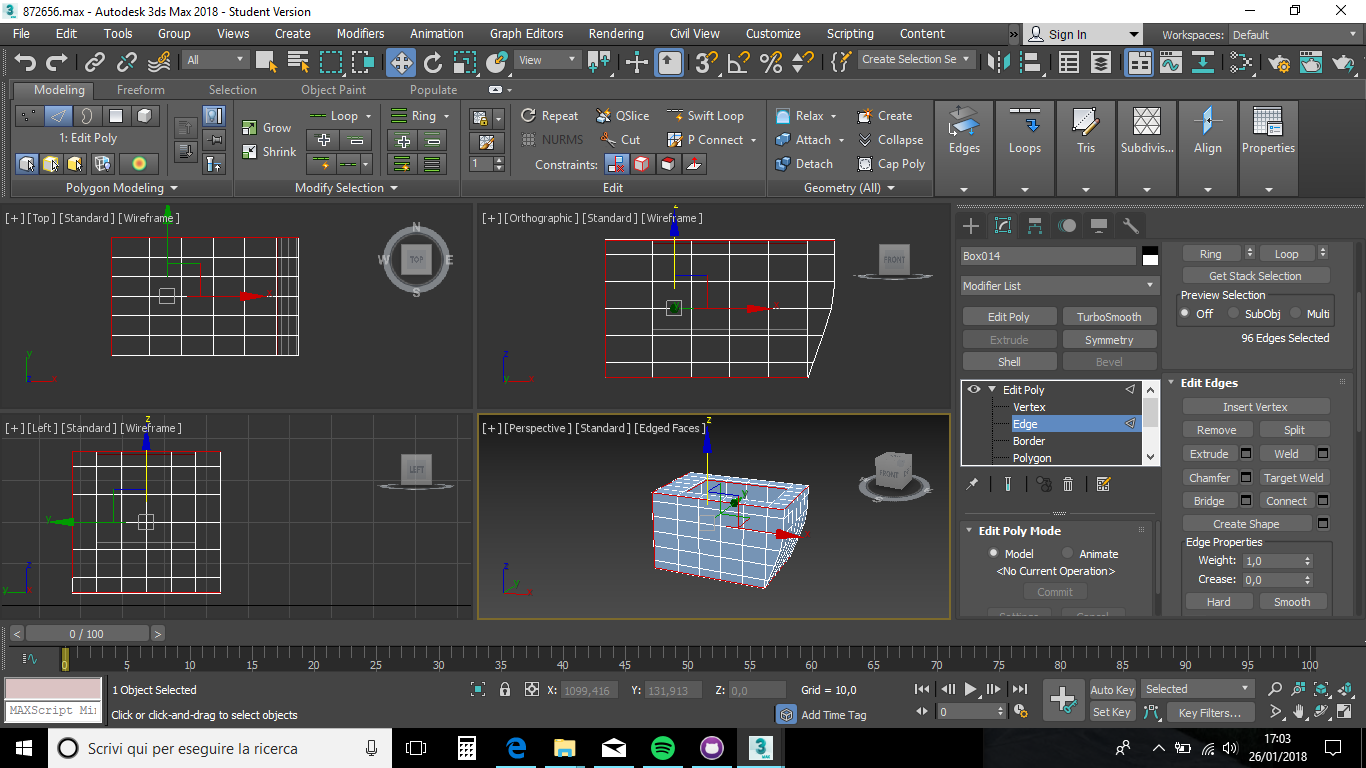 872656.max - Autodesk 3ds Max 2018 - Student Version
File Edit Tools Group Views Create Modifiers Animation Graph Editors Rendering Civil View Customize Scripting Content » Sign In Workspaces: Default
All View Create Selection Se
Modeling Freeform Selection Object Paint Populate
1: Edit Poly
Polygon Modeling
Grow
Shrink
Loop Ring
Modify Selection
1
Repeat QSlice Swift Loop
NURMS Cut P Connect
Constraints:
Edit
Relax Create
Attach Collapse
Detach Cap Poly
Geometry (All)
Edges Loops Tris Subdivis... Align Properties
[+] [Top] [Standard] [Wireframe]
N
W TOP E
S
x
y
z x
[+] [Orthographic] [Standard] [Wireframe]
z
FRONT
y x
z
y x
[+] [Left] [Standard] [Wireframe]
z
LEFT
y
z
y x
[+] [Perspective] [Standard] [Edged Faces]
z
FRONT
S
y
x
z
y
x
Box014
Modifier List
Edit Poly TurboSmooth
Extrude Symmetry
Shell Bevel
Edit Poly
Vertex
Edge
Border
Polygon
Edit Poly Mode
Model Animate
<No Current Operation>
Commit
Settings Cancel
Ring Loop
Get Stack Selection
Preview Selection
Off SubObj Multi
96 Edges Selected
Edit Edges
Insert Vertex
Remove Split
Extrude Weld
Chamfer Target Weld
Bridge Connect
Create Shape
Edge Properties
Weight: 1,0
Crease: 0,0
Hard Smooth
< 0 / 100 >
0 5 10 15 20 25 30 35 40 45 50 55 60 65 70 75 80 85 90 95 100
MAXScript Mi
1 Object Selected
Click or click-and-drag to select objects
X: 1099,416 Y: 131,913 Z: 0,0 Grid = 10,0
Add Time Tag
0
Auto Key Selected
Set Key Key Filters...
Scrivi qui per eseguire la ricerca
3
MAX
17:03
26/01/2018